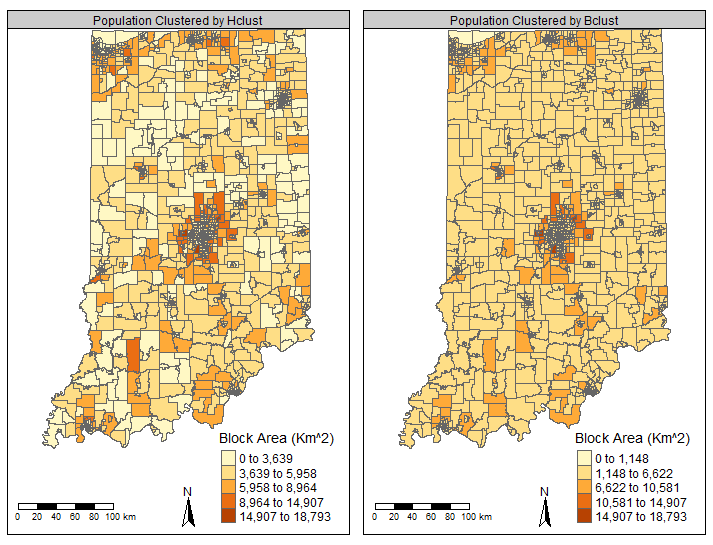 Population Clustered by Hclust
Block Area (Km^2)
0 to 3,639
3,639 to 5,958
5,958 to 8,964
8,964 to 14,907
14,907 to 18,793
N
0 20 40 60 80 100 km
Population Clustered by Bclust
Block Area (Km^2)
0 to 1,148
1,148 to 6,622
6,622 to 10,581
10,581 to 14,907
14,907 to 18,793
N
0 20 40 60 80 100 km